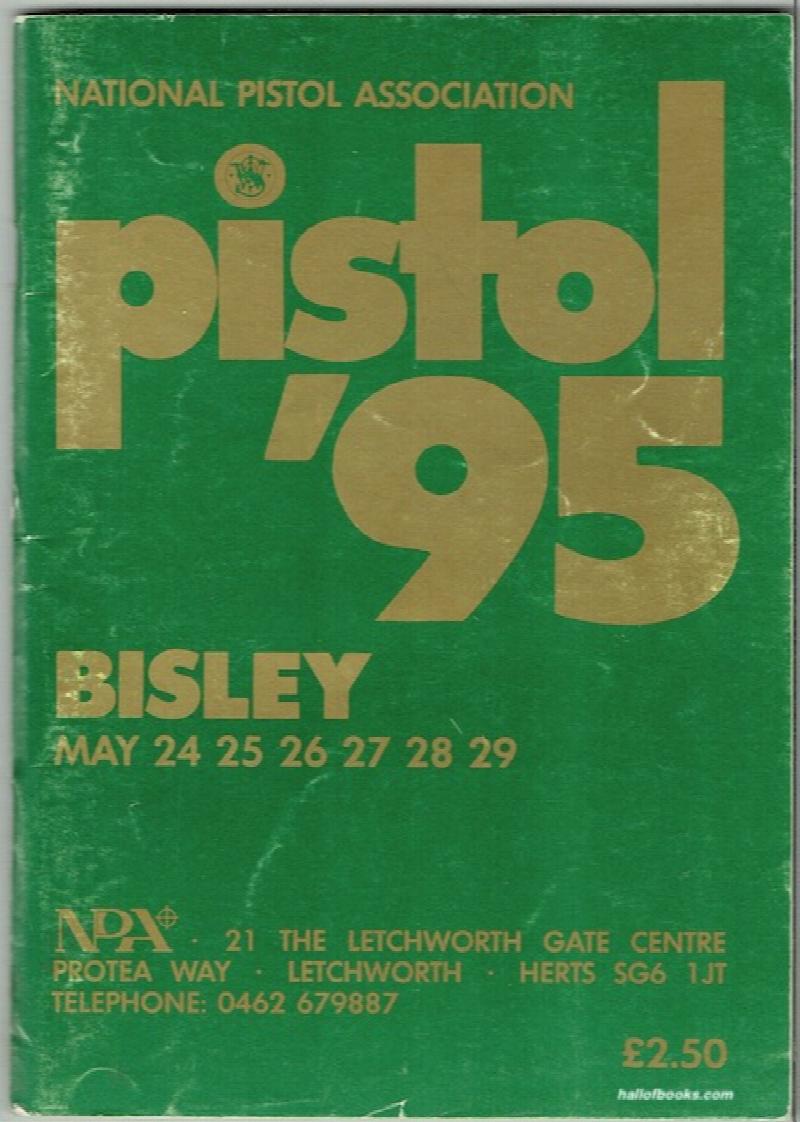 NATIONAL PISTOL ASSOCIATION
pistol
'95
BISLEY
MAY 24 25 26 27 28 29
NPA · 21 THE LETCHWORTH GATE CENTRE
PROTEA WAY · LETCHWORTH · HERTS SG6 1JT
TELEPHONE: 0462 679887
£2.50
hallofbooks.com